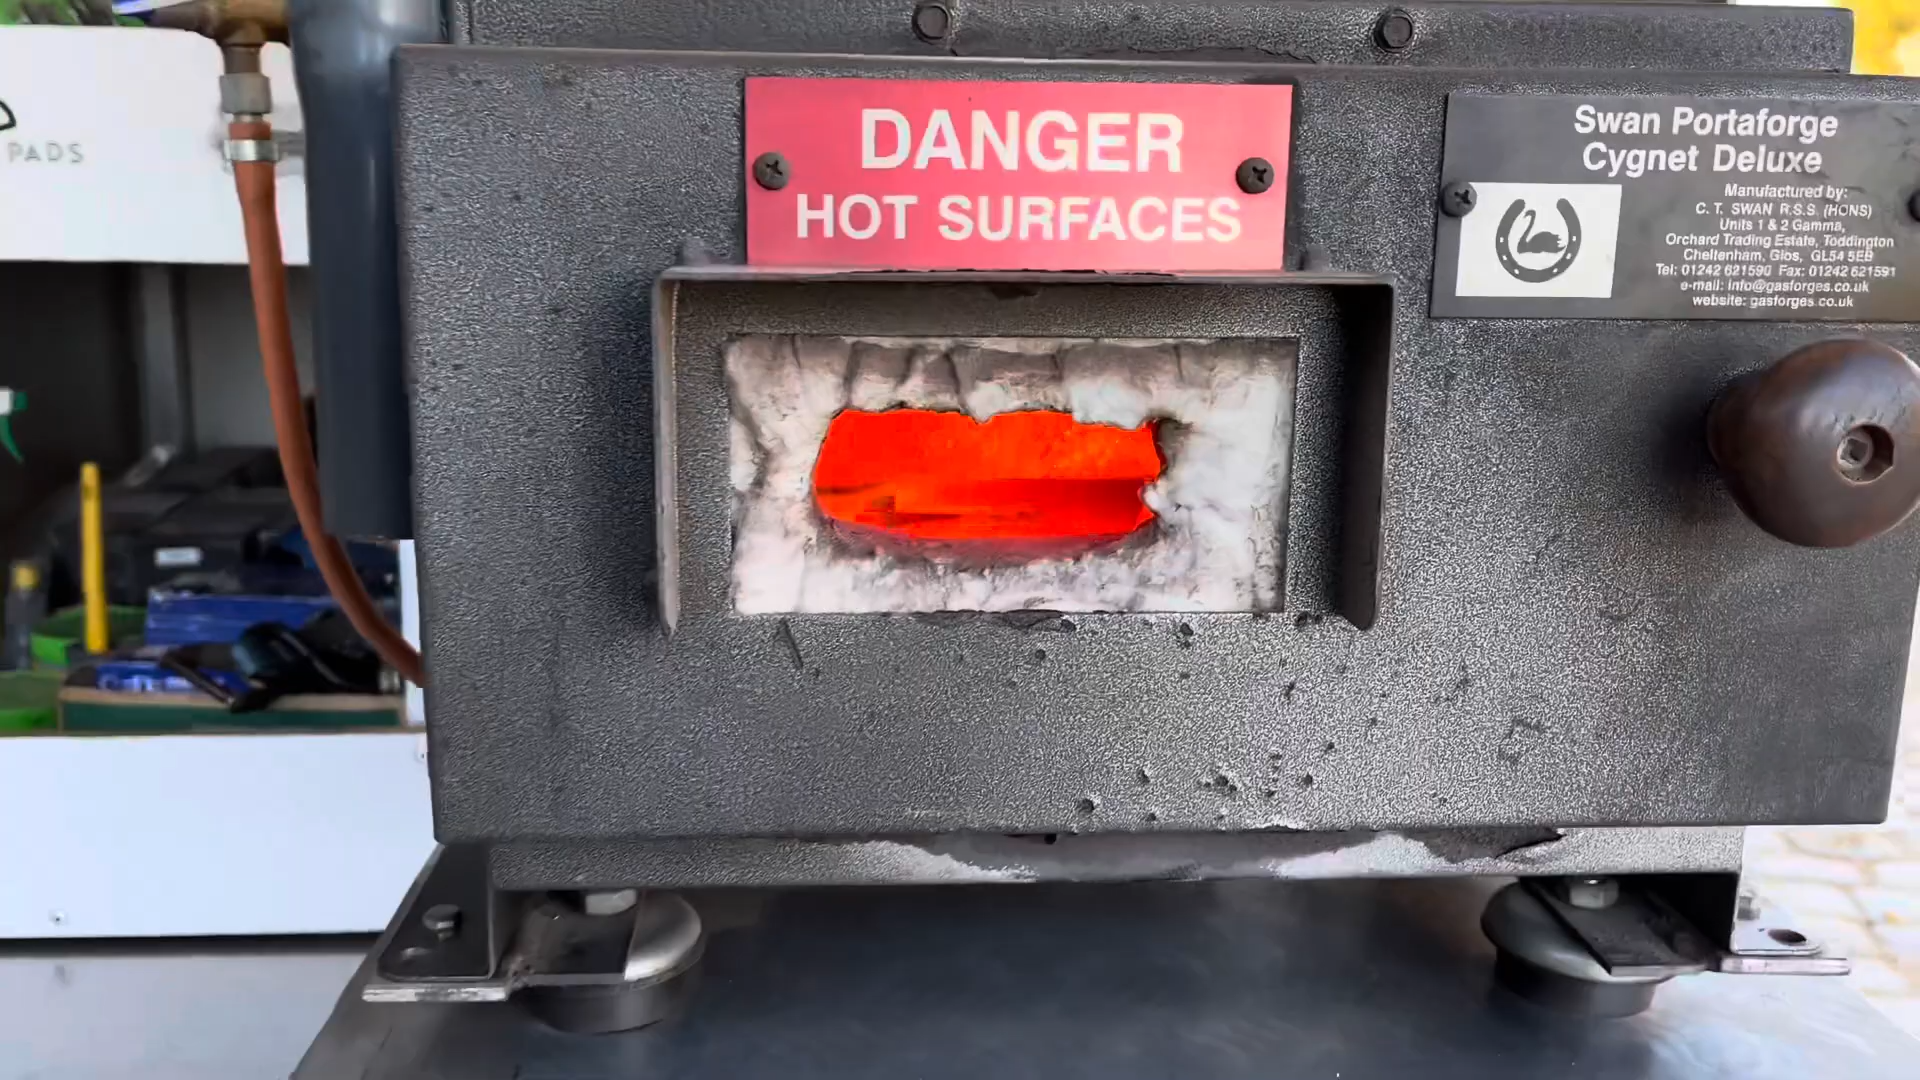 PADS
DANGER
HOT SURFACES
Swan Portaforge
Cygnet Deluxe
Manufactured by:
C. T. SWAN R.S.S. (HONS)
Units 1 & 2 Gamma,
Orchard Trading Estate, Toddington
Cheltenham, Glos, GL54 5EB
Tel: 01242 621590 Fax: 01242 621591
e-mail: info@gasforges.co.uk
website: gasforges.co.uk